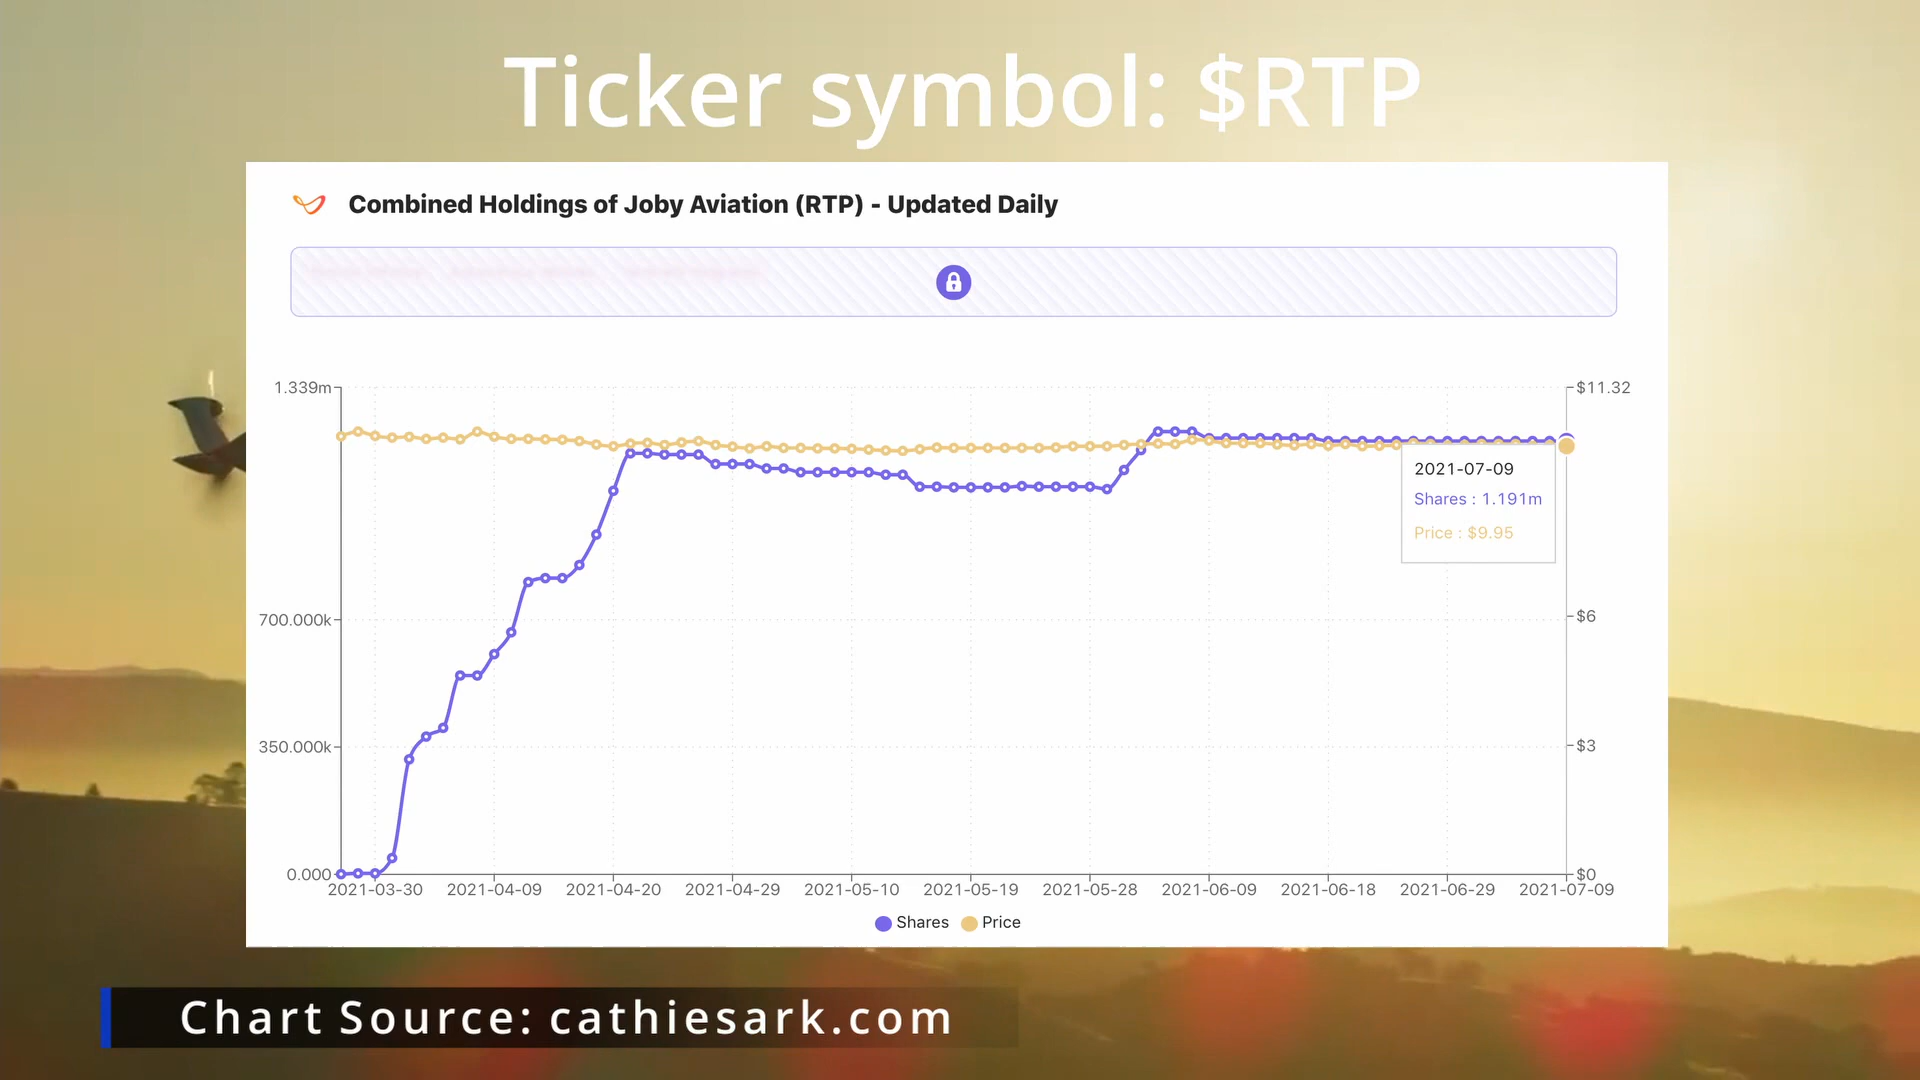 Ticker symbol: $RTP
Combined Holdings of Joby Aviation (RTP) - Updated Daily
1.339m
$11.32
2021-07-09
Shares : 1.191m
Price : $9.95
700.000k
$6
350.000k
$3
0.000
$0
2021-03-30 2021-04-09 2021-04-20 2021-04-29 2021-05-10 2021-05-19 2021-05-28 2021-06-09 2021-06-18 2021-06-29 2021-07-09
Shares Price
Chart Source: cathiesark.com